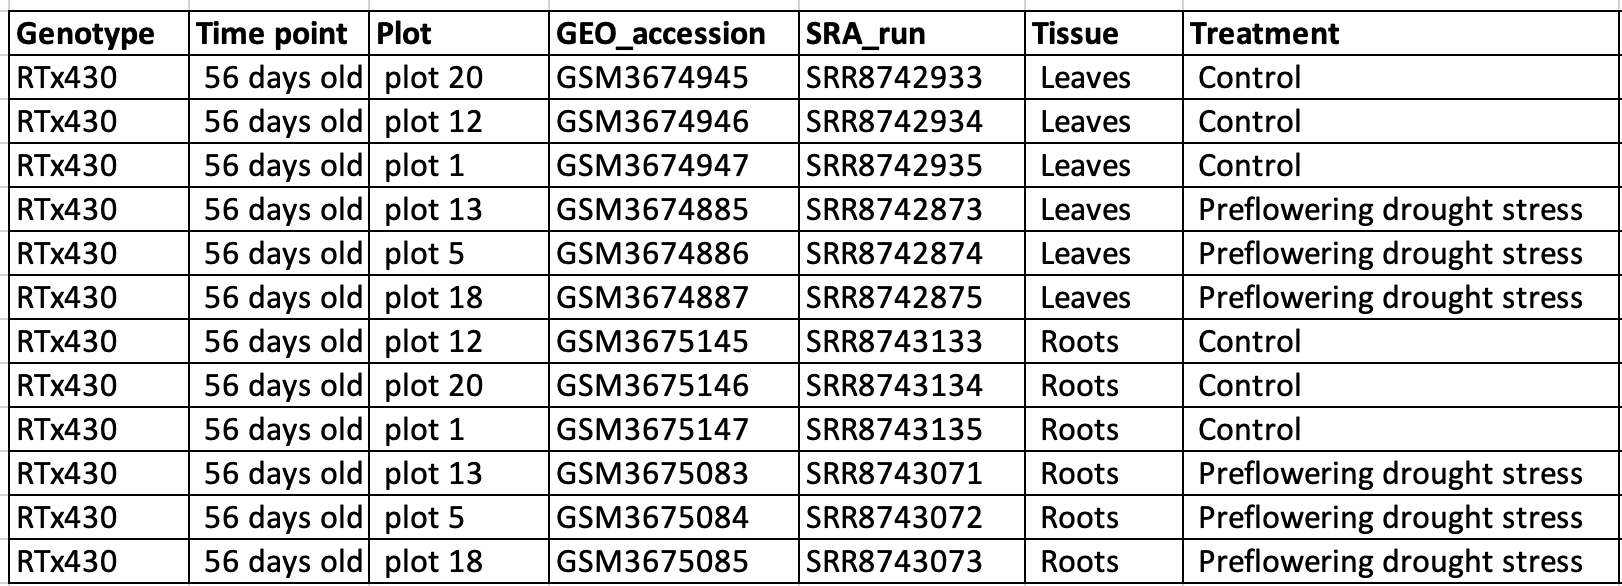 Genotype Time point Plot GEO_accession SRA_run Tissue Treatment
RTx430 56 days old plot 20 GSM3674945 SRR8742933 Leaves Control
RTx430 56 days old plot 12 GSM3674946 SRR8742934 Leaves Control
RTx430 56 days old plot 1 GSM3674947 SRR8742935 Leaves Control
RTx430 56 days old plot 13 GSM3674885 SRR8742873 Leaves Preflowering drought stress
RTx430 56 days old plot 5 GSM3674886 SRR8742874 Leaves Preflowering drought stress
RTx430 56 days old plot 18 GSM3674887 SRR8742875 Leaves Preflowering drought stress
RTx430 56 days old plot 12 GSM3675145 SRR8743133 Roots Control
RTx430 56 days old plot 20 GSM3675146 SRR8743134 Roots Control
RTx430 56 days old plot 1 GSM3675147 SRR8743135 Roots Control
RTx430 56 days old plot 13 GSM3675083 SRR8743071 Roots Preflowering drought stress
RTx430 56 days old plot 5 GSM3675084 SRR8743072 Roots Preflowering drought stress
RTx430 56 days old plot 18 GSM3675085 SRR8743073 Roots Preflowering drought stress